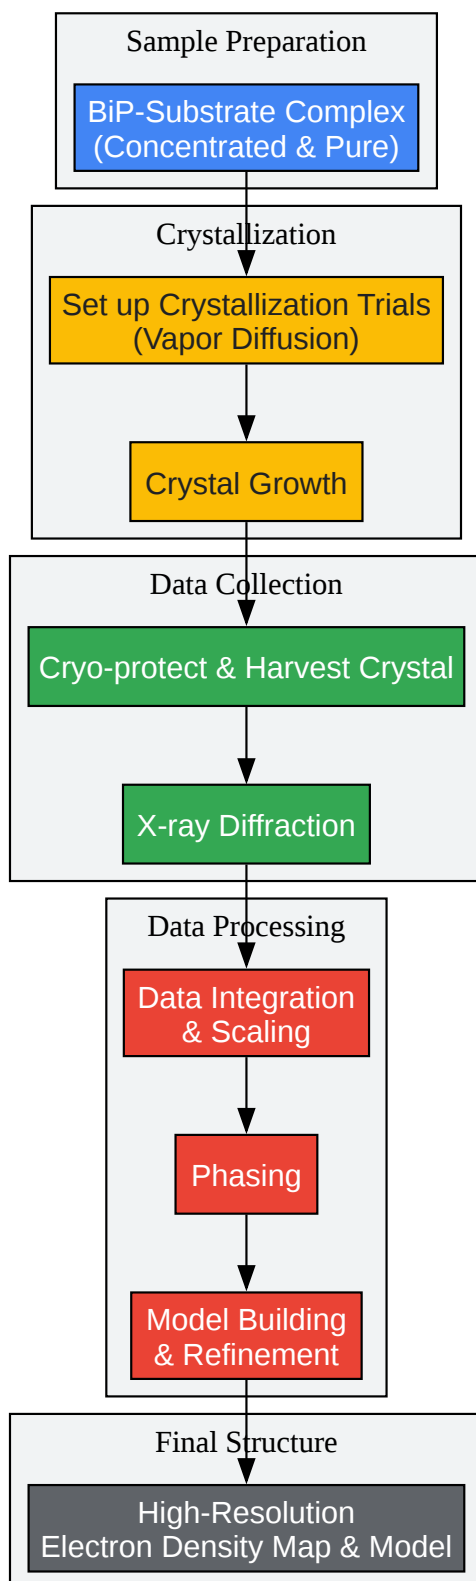 Sample Preparation
BiP-Substrate Complex
(Concentrated & Pure)
Crystallization
Set up Crystallization Trials
(Vapor Diffusion)
Crystal Growth
Data Collection
Cryo-protect & Harvest Crystal
X-ray Diffraction
Data Processing
Data Integration
& Scaling
Phasing
Model Building
& Refinement
Final Structure
High-Resolution
Electron Density Map & Model